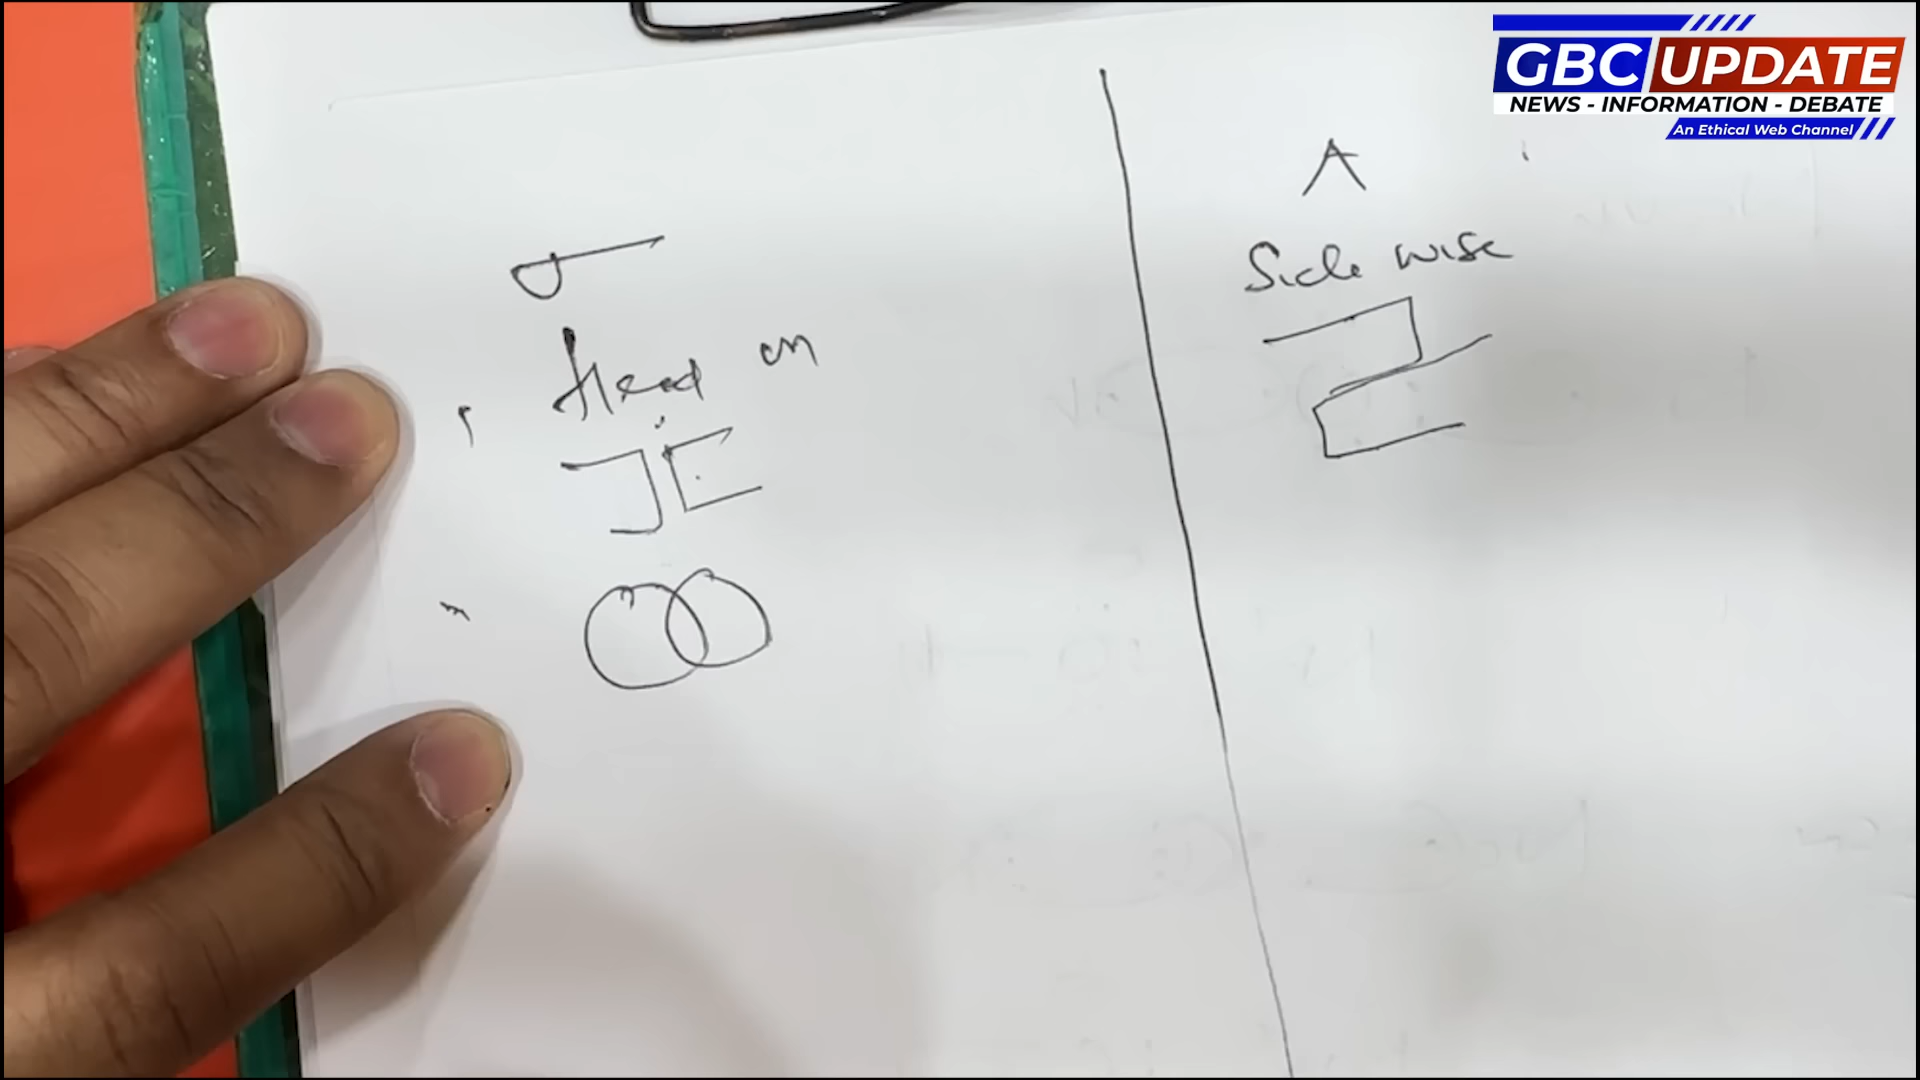 GBC UPDATE
NEWS - INFORMATION - DEBATE
An Ethical Web Channel
Head on
A
Side wise